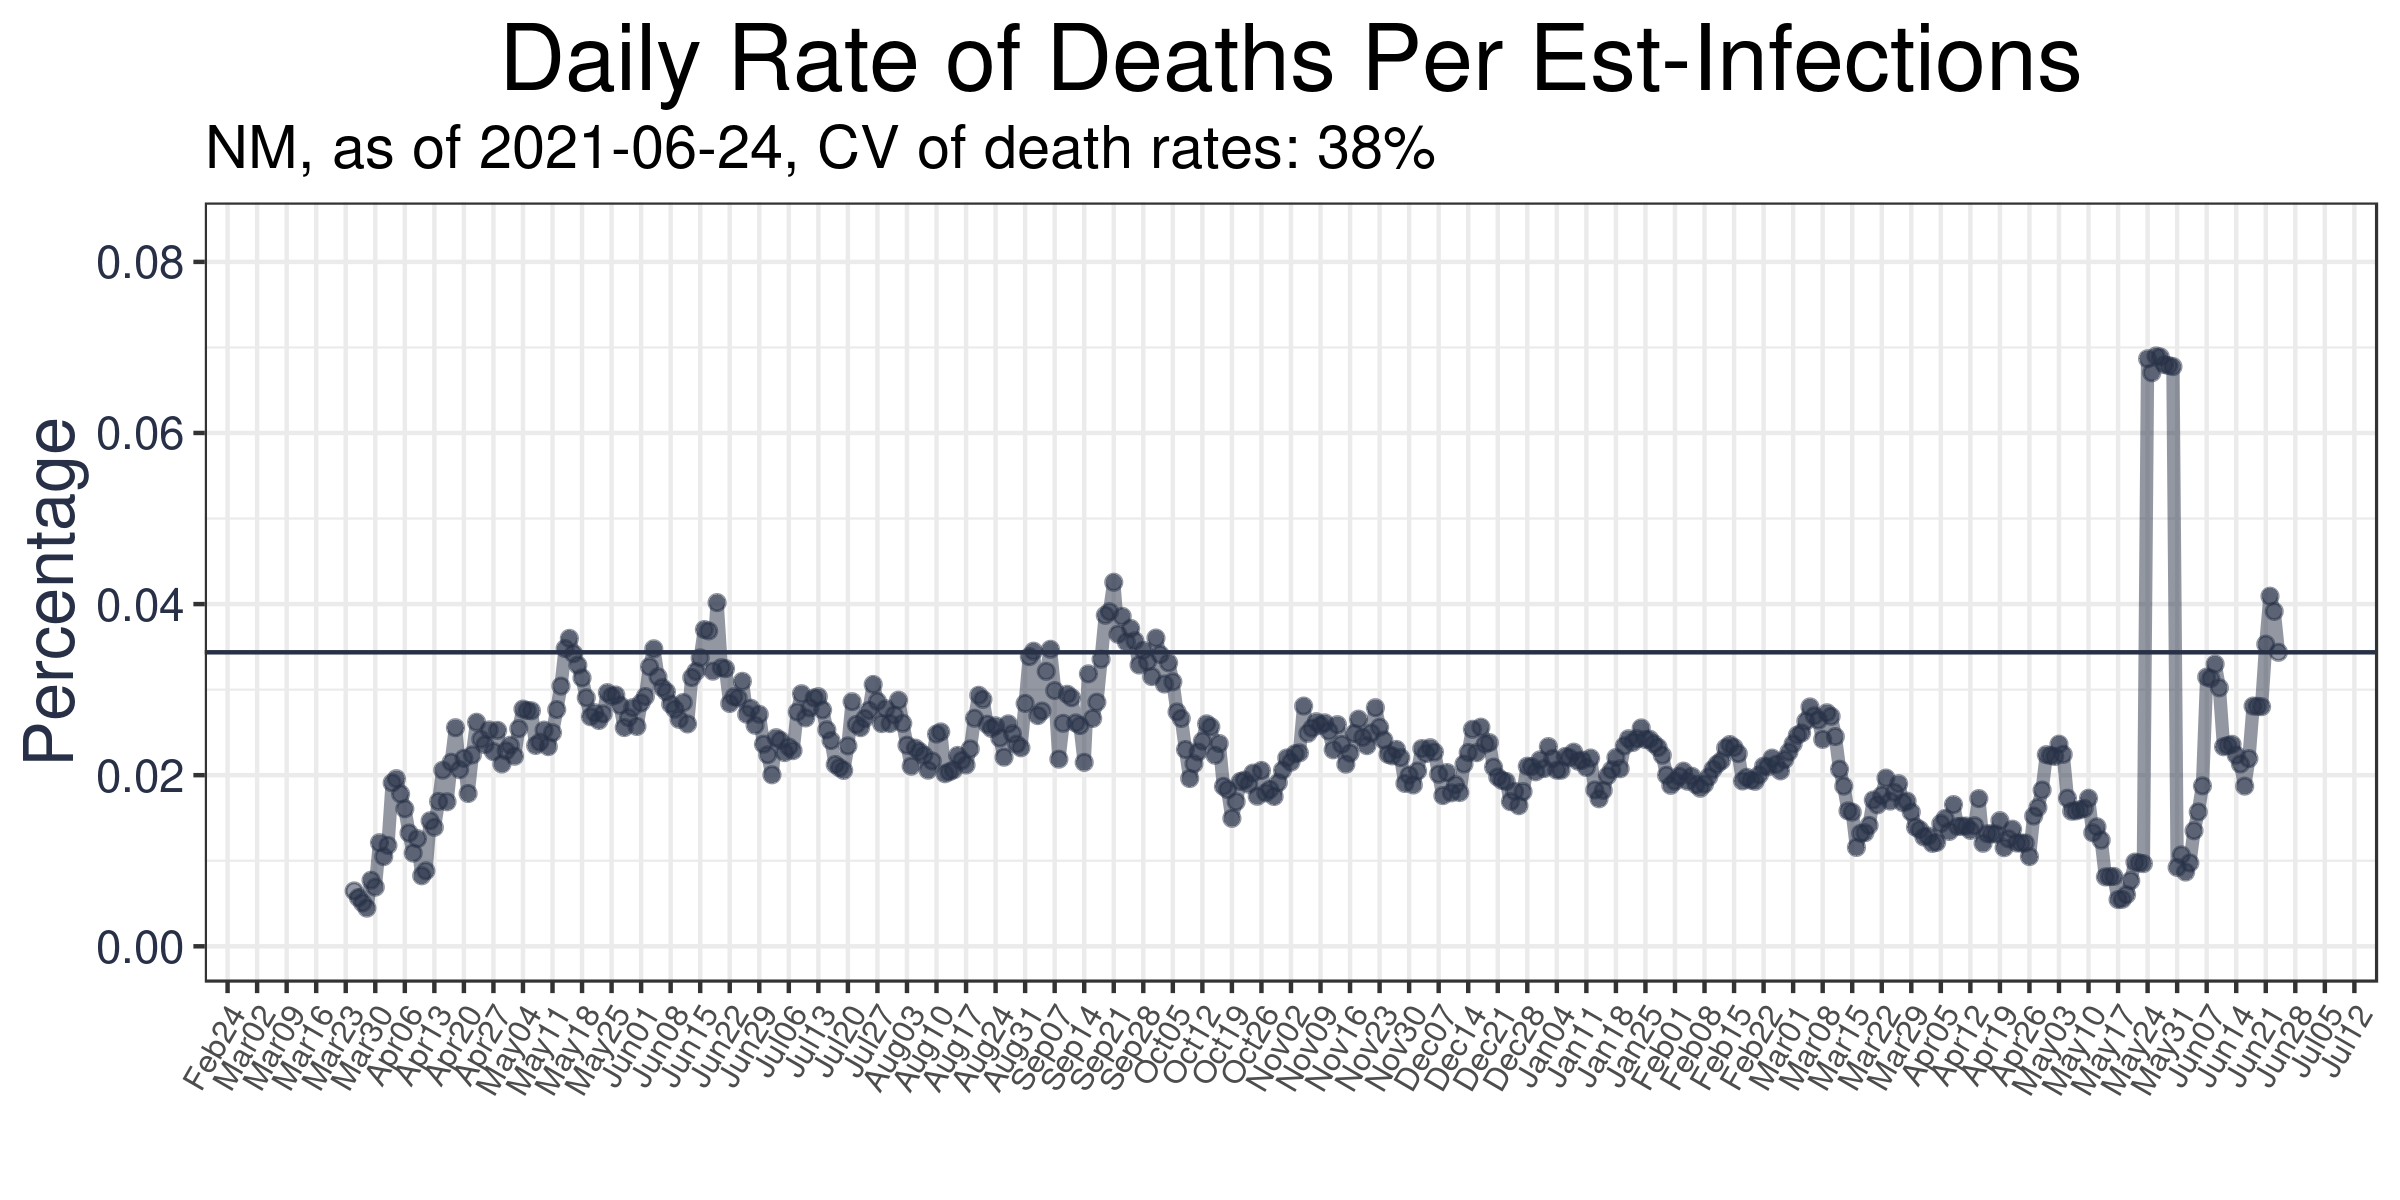 Daily Rate of Deaths Per Est-Infections
NM, as of 2021-06-24, CV of death rates: 38%
Percentage
0.08
0.06
0.04
0.02
0.00
Feb24
Mar02
Mar09
Mar16
Mar23
Mar30
Apr06
Apr13
Apr20
Apr27
May04
May11
May18
May25
Jun01
Jun08
Jun15
Jun22
Jun29
Jul06
Jul13
Jul20
Jul27
Aug03
Aug10
Aug17
Aug24
Aug31
Sep07
Sep14
Sep21
Sep28
Oct05
Oct12
Oct19
Oct26
Nov02
Nov09
Nov16
Nov23
Nov30
Dec07
Dec14
Dec21
Dec28
Jan04
Jan11
Jan18
Jan25
Feb01
Feb08
Feb15
Feb22
Mar01
Mar08
Mar15
Mar22
Mar29
Apr05
Apr12
Apr19
Apr26
May03
May10
May17
May24
May31
Jun07
Jun14
Jun21
Jun28
Jul05
Jul12